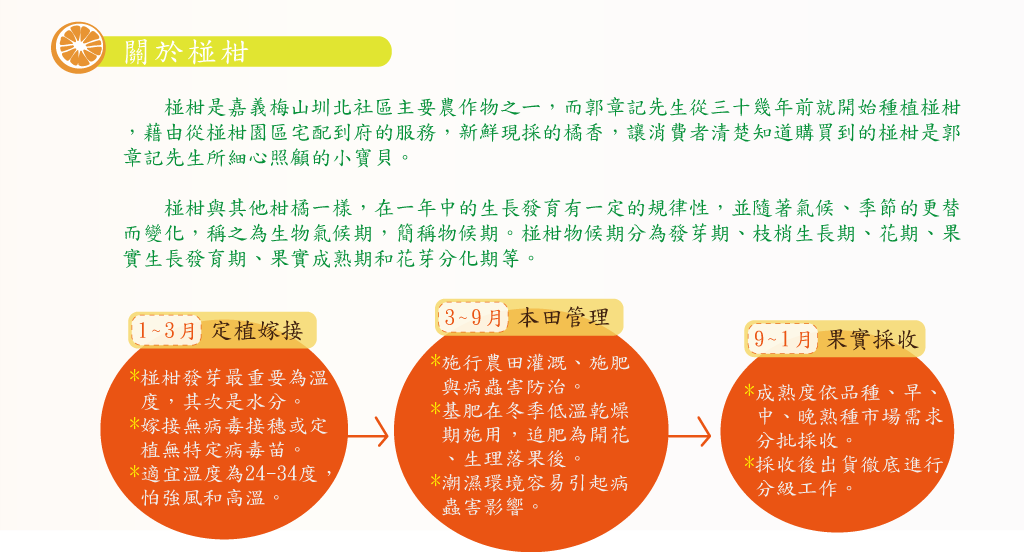 關於椪柑
椪柑是嘉義梅山圳北社區主要農作物之一，而郭章記先生從三十幾年前就開始種植椪柑
，藉由從椪柑園區宅配到府的服務，新鮮現採的橘香，讓消費者清楚知道購買到的椪柑是郭
章記先生所細心照顧的小寶貝。
椪柑與其他柑橘一樣，在一年中的生長發育有一定的規律性，並隨著氣候、季節的更替
而變化，稱之為生物氣候期，簡稱物候期。椪柑物候期分為發芽期、枝梢生長期、花期、果
實生長發育期、果實成熟期和花芽分化期等。
1~3月 定植嫁接
*椪柑發芽最重要為溫
度，其次是水分。
*嫁接無病毒接穗或定
植無特定病毒苗。
*適宜溫度為24-34度，
怕強風和高溫。
3~9月 本田管理
*施行農田灌溉、施肥
與病蟲害防治。
*基肥在冬季低溫乾燥
期施用，追肥為開花
、生理落果後。
*潮濕環境容易引起病
蟲害影響。
9~1月 果實採收
*成熟度依品種、早、
中、晚熟種市場需求
分批採收。
*採收後出貨徹底進行
分級工作。